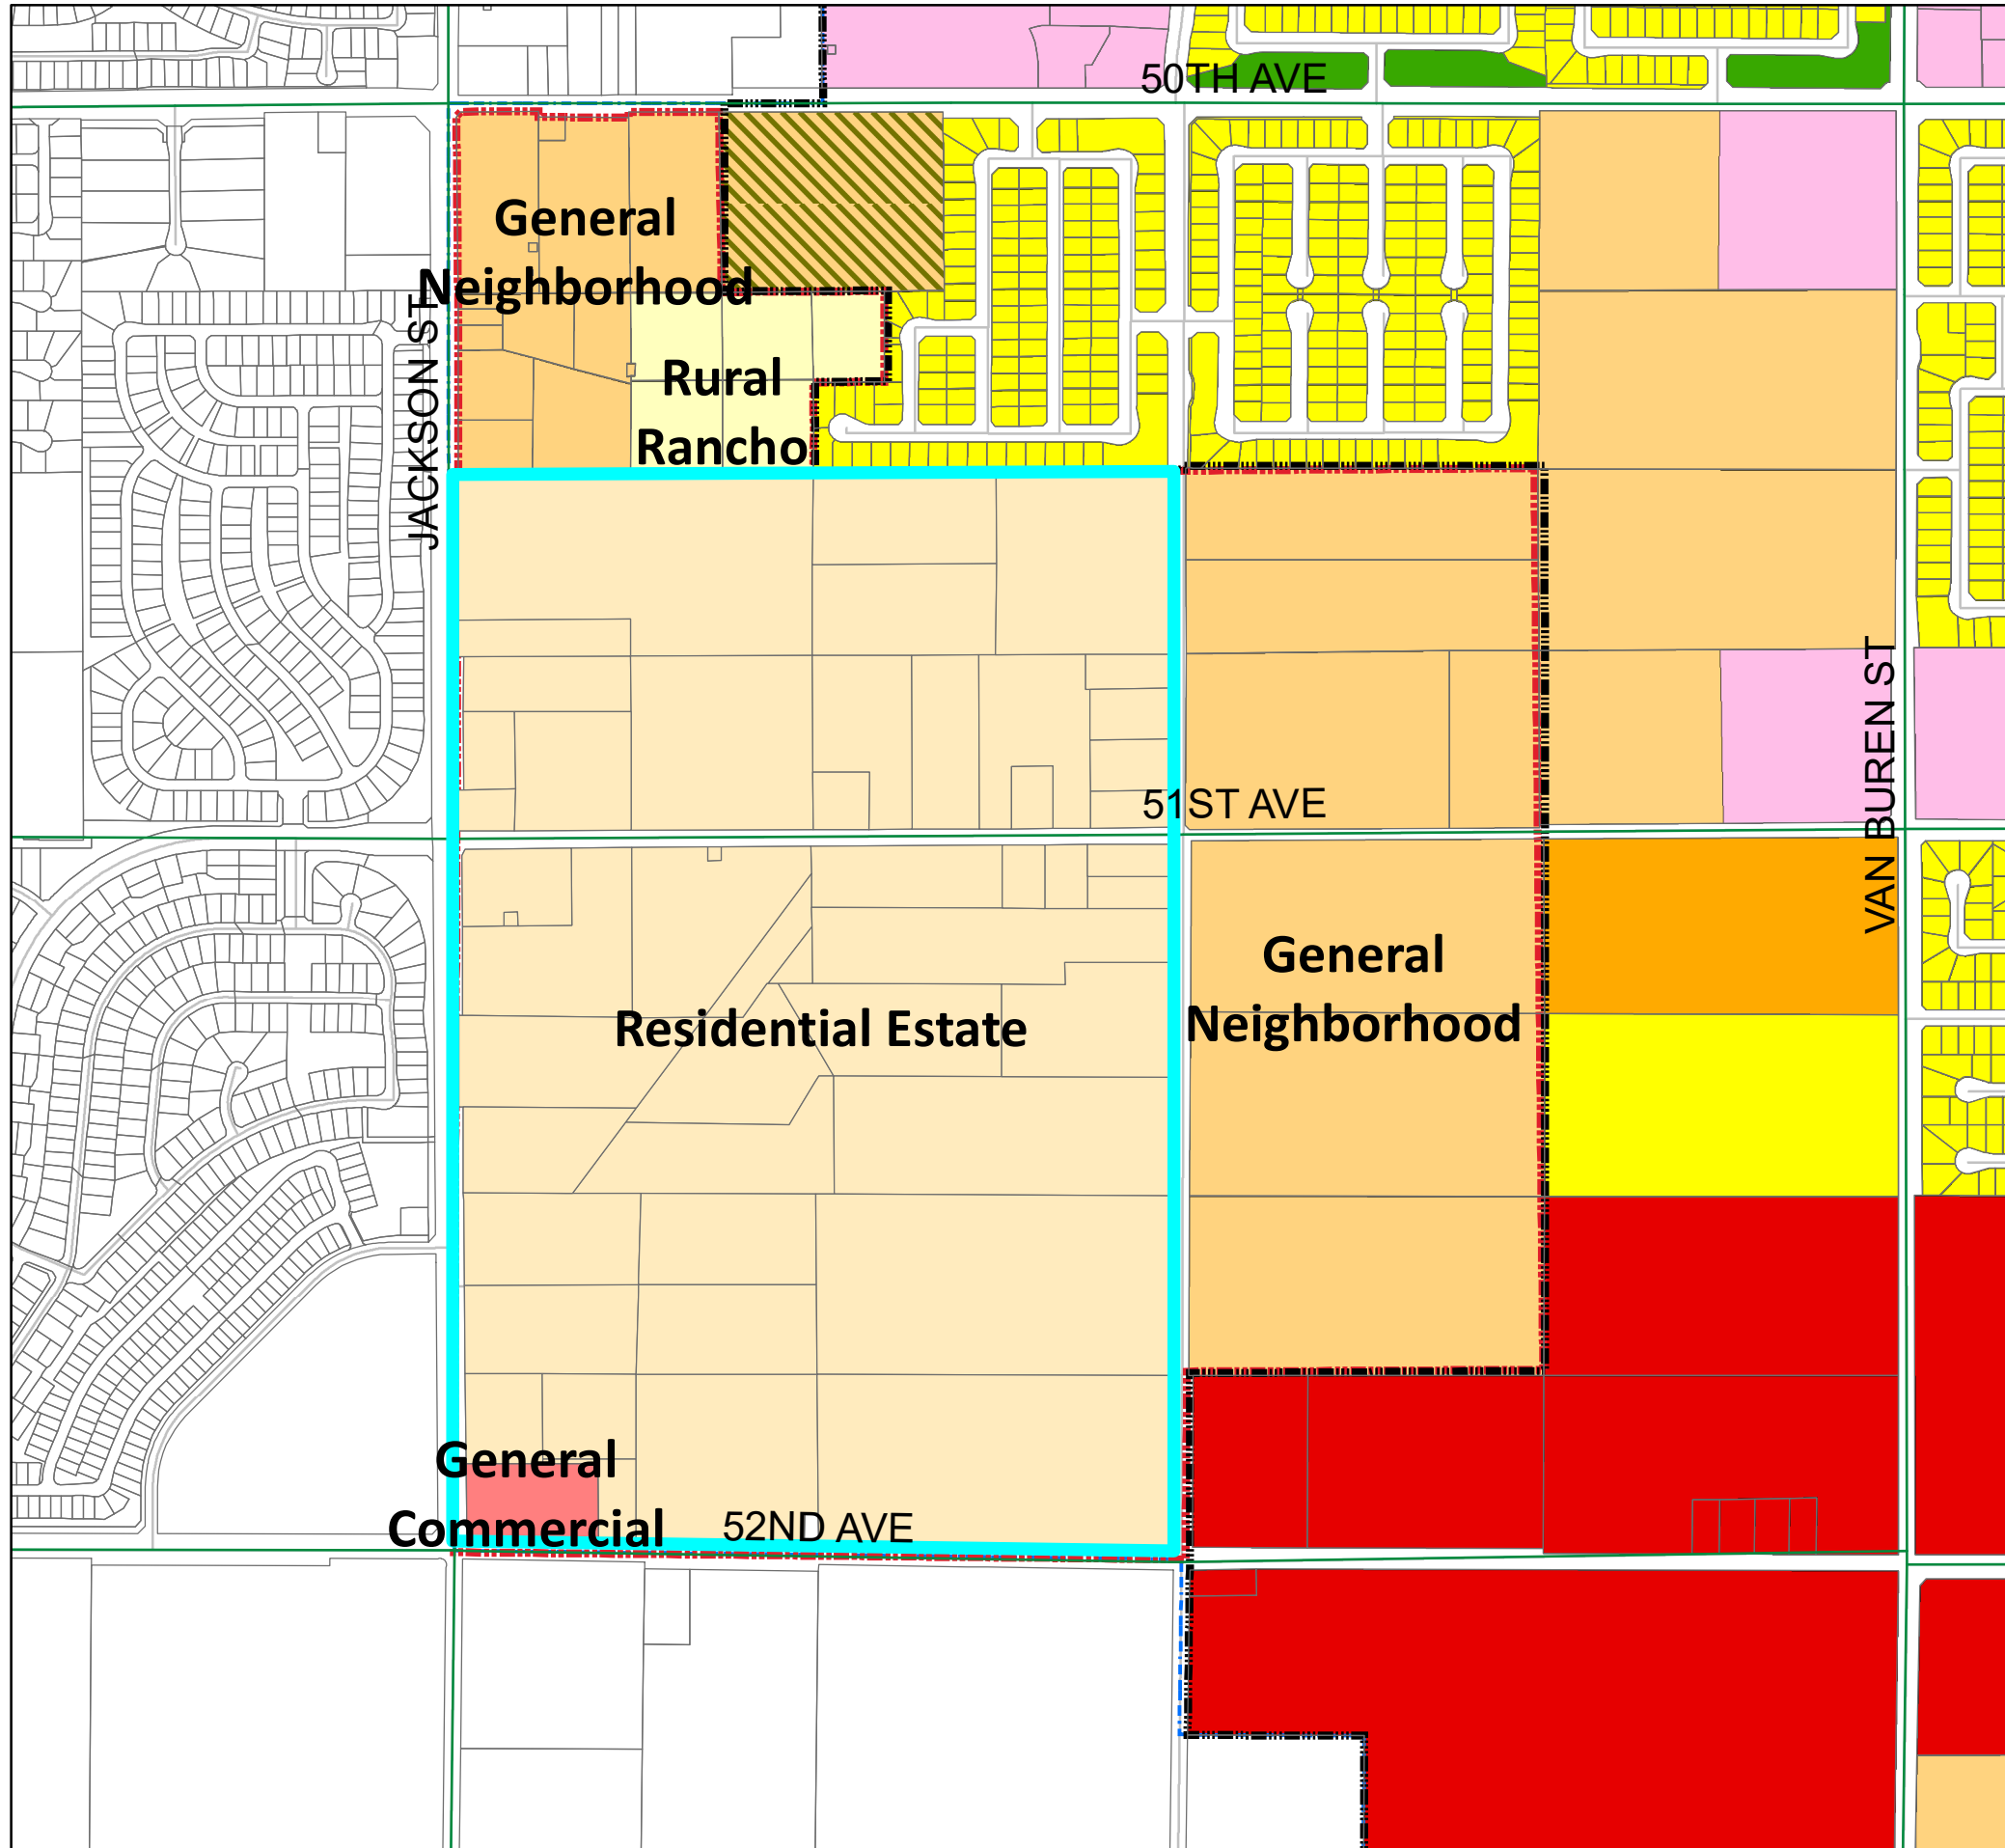 50TH AVE
General
Neighborhood
JACKSON ST
Rural
Rancho
51ST AVE
VAN BUREN ST
General
Neighborhood
Residential Estate
General
Commercial
52ND AVE